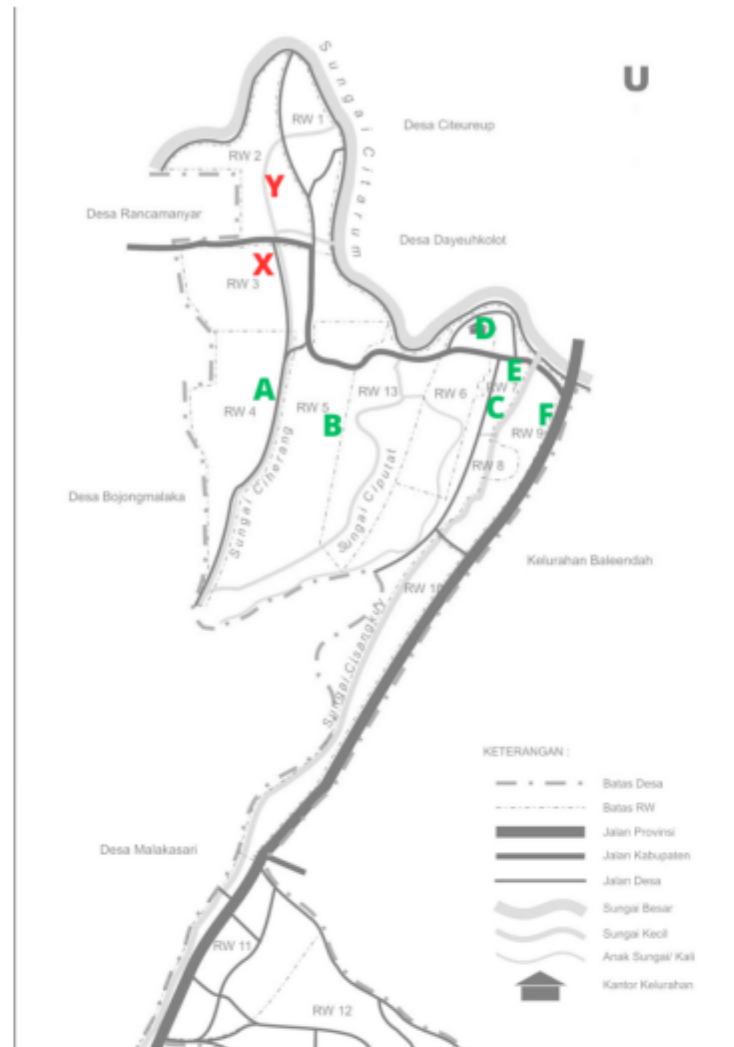 U
Sungai Citarum
RW 1
Desa Citeureup
RW 2
Y
Desa Rancamanyar
Desa Dayeuhkolot
X
RW 3
D
E
RW 7
A
RW 4
RW 5
B
RW 13
RW 6
C
F
RW 9
RW 8
Sungai Ciherang
Sungai Ciputat
Desa Bojongmalaka
Kelurahan Baleendah
RW 10
Sungai Cisangkuy
KETERANGAN :
Batas Desa
Batas RW
Jalan Provinsi
Jalan Kabupaten
Jalan Desa
Sungai Besar
Sungai Kecil
Anak Sungai/ Kali
Kantor Kelurahan
Desa Malakasari
RW 11
RW 12